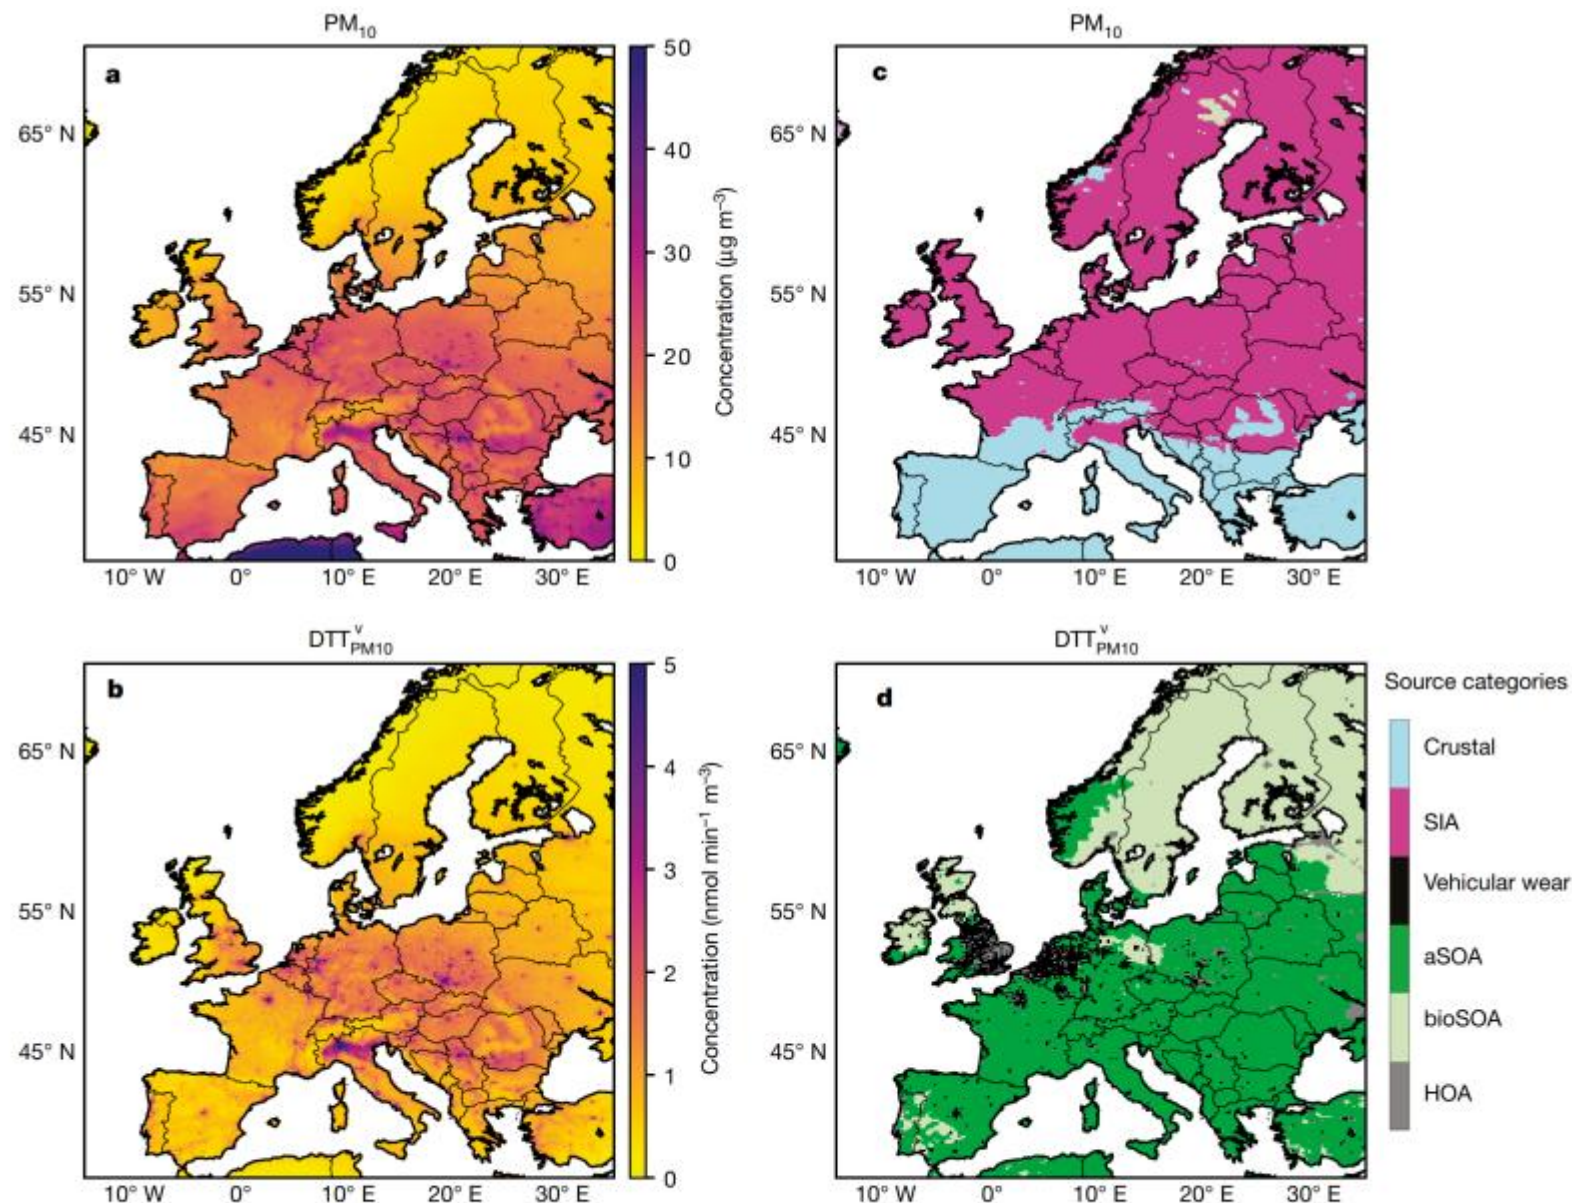 PM10
a
65° N
55° N
45° N
10° W 0° 10° E 20° E 30° E
50
40
30
20
10
0
Concentration (µg m−3)
PM10
c
65° N
55° N
45° N
10° W 0° 10° E 20° E 30° E
DTTvPM10
b
65° N
55° N
45° N
10° W 0° 10° E 20° E 30° E
5
4
3
2
1
0
Concentration (nmol min−1 m−3)
DTTvPM10
d
65° N
55° N
45° N
10° W 0° 10° E 20° E 30° E
Source categories
Crustal
SIA
Vehicular wear
aSOA
bioSOA
HOA